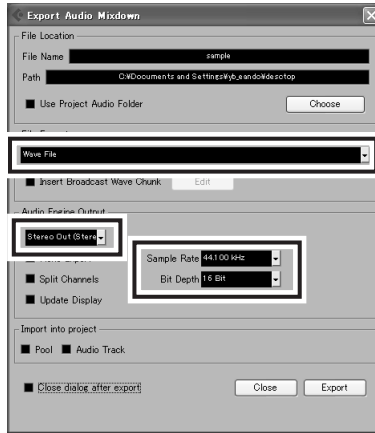 Export Audio Mixdown
File Location
File Name sample
Path C:¥Documents and Settings¥yb_eando¥desctop
Use Project Audio Folder Choose
Wave File
Insert Broadcast Wave Chunk Edit
Audio Engine Output
Stereo Out (Stere
Sample Rate 44.100 kHz
Split Channels Bit Depth 16 Bit
Update Display
Import into project
Pool Audio Track
Close dialog after export Close Export